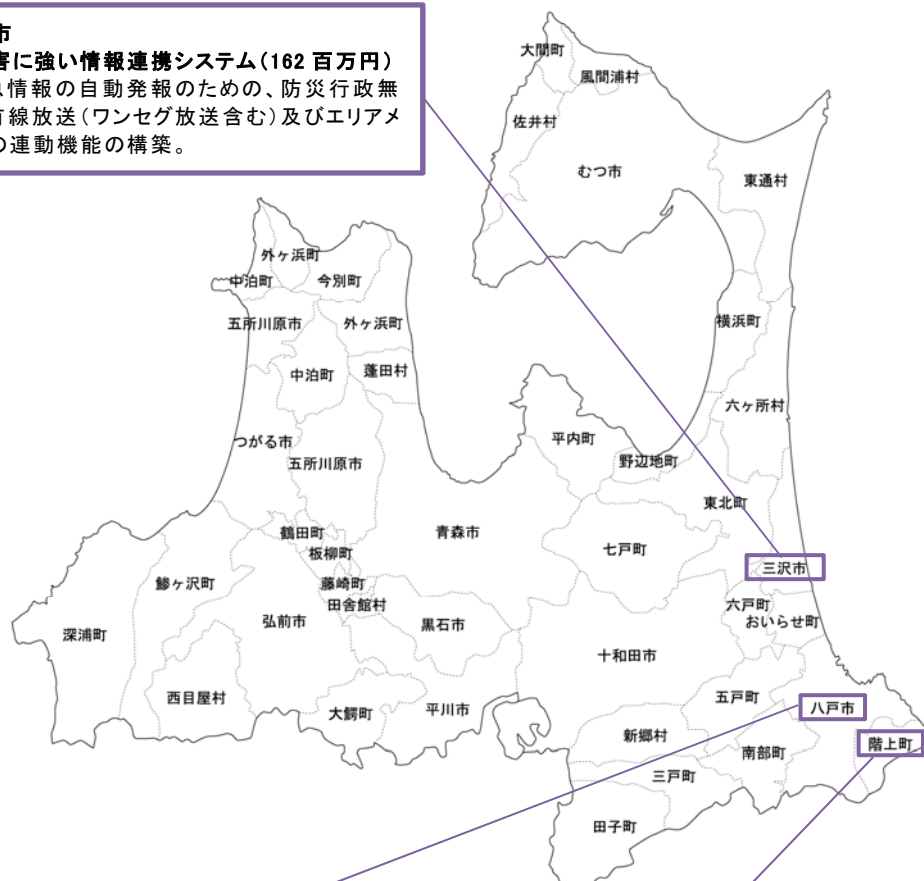 市
害に強い情報連携システム(162 百万円)
情報の自動発報のための、防災行政無
有線放送(ワンセグ放送含む)及びエリアメ
の連動機能の構築。
大間町
風間浦村
佐井村
むつ市
東通村
外ヶ浜町
中泊町
今別町
五所川原市
外ヶ浜町
横浜町
中泊町
蓬田村
六ヶ所村
つがる市
平内町
五所川原市
野辺地町
東北町
青森市
鶴田町
七戸町
板柳町
三沢市
鰺ヶ沢町
藤崎町
田舎館村
六戸町
弘前市
黒石市
おいらせ町
深浦町
十和田市
西目屋村
五戸町
大鰐町
平川市
八戸市
新郷村
階上町
南部町
三戸町
田子町